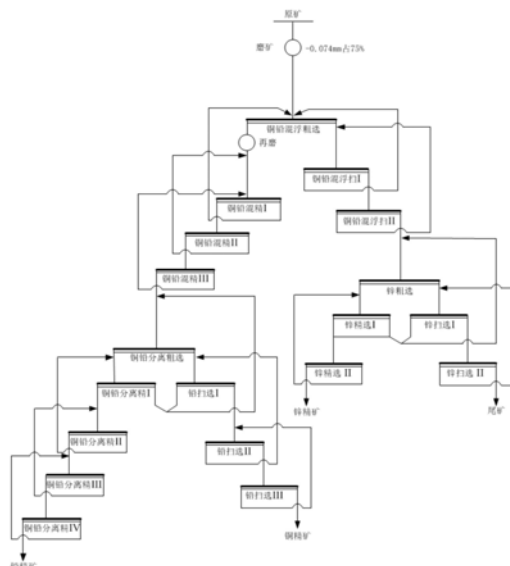 原矿
磨矿
-0.074mm占75%
铜铅混浮粗选
再磨
铜铅混浮扫I
铜铅混精I
铜铅混浮扫II
铜铅混精II
铜铅混精III
锌粗选
锌精选I
锌扫选I
铜铅分离粗选
锌精选 II
锌扫选 II
铜铅分离精I
铅扫选I
锌精矿
尾矿
铜铅分离精II
铅扫选II
铜铅分离精III
铅扫选III
铜铅分离精IV
铜精矿